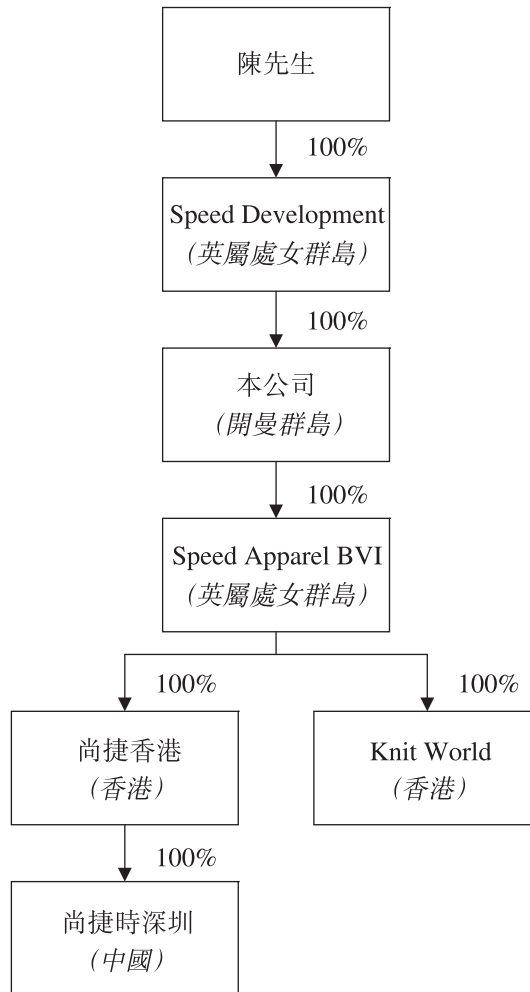 陳先生
100%
Speed Development
(英屬處女群島)
100%
本公司
(開曼群島)
100%
Speed Apparel BVI
(英屬處女群島)
100%
100%
尚捷香港
(香港)
Knit World
(香港)
100%
尚捷時深圳
(中國)